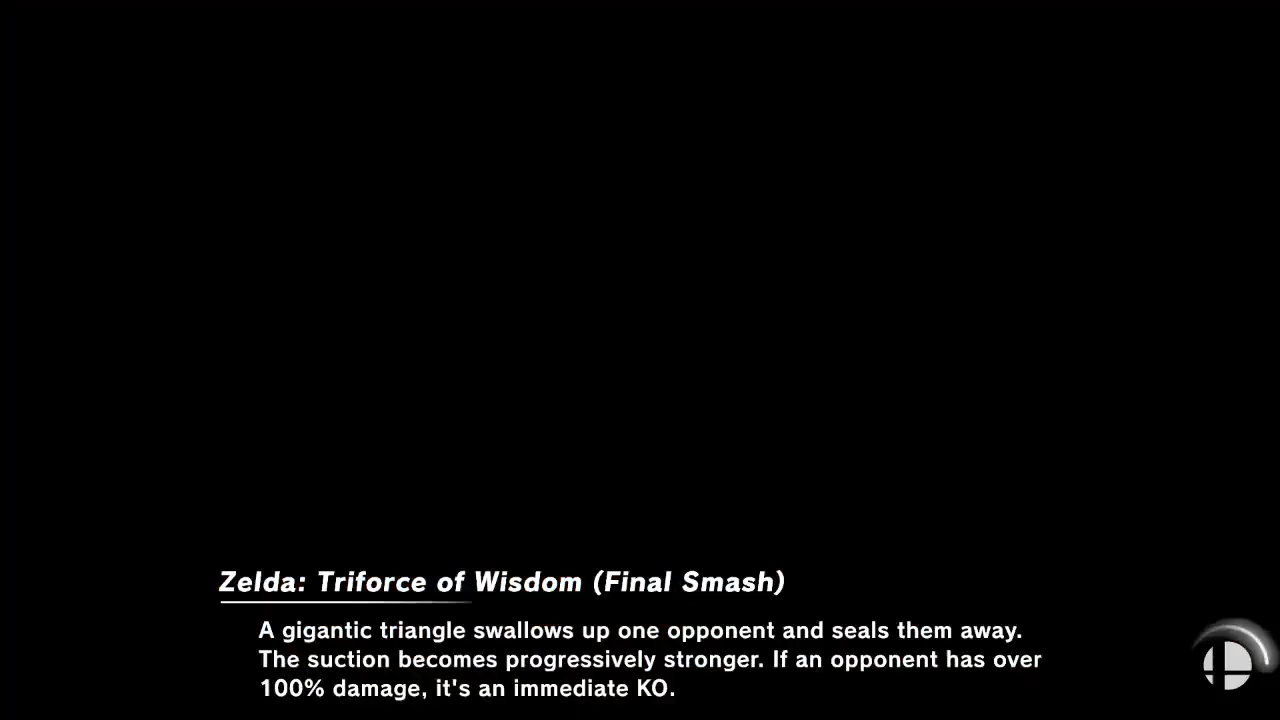 Zelda: Triforce of Wisdom (Final Smash)
A gigantic triangle swallows up one opponent and seals them away.
The suction becomes progressively stronger. If an opponent has over
100% damage, it's an immediate KO.